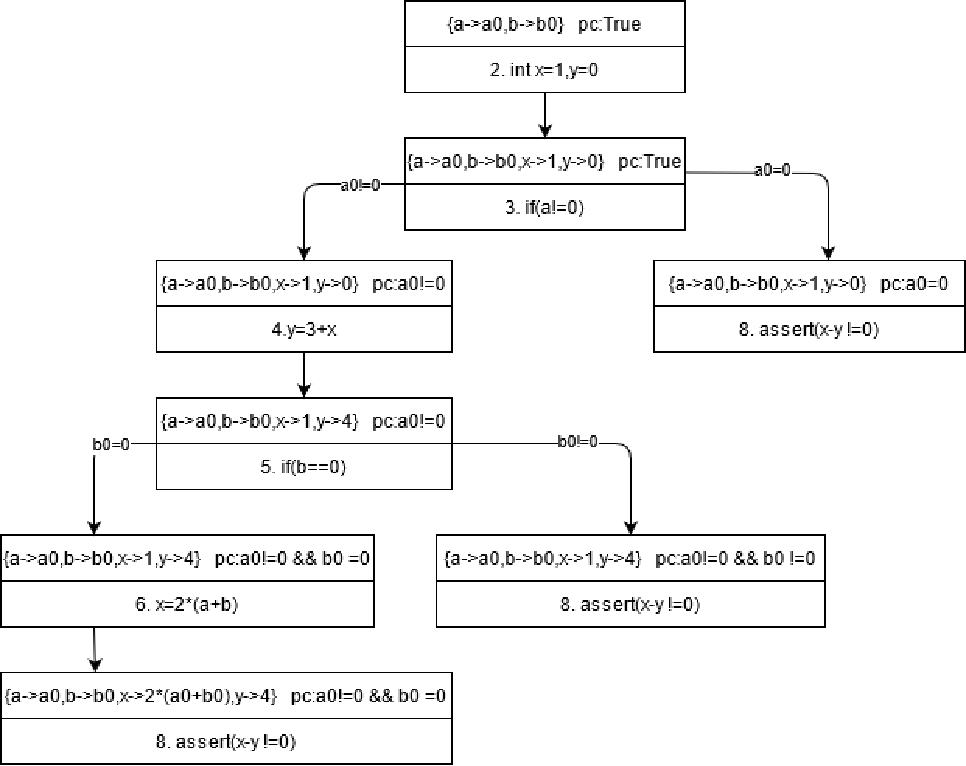 {a->a0,b->b0} pc:True
2. int x=1,y=0
{a->a0,b->b0,x->1,y->0} pc:True
a0!=0
a0=0
3. if(a!=0)
{a->a0,b->b0,x->1,y->0} pc:a0!=0
{a->a0,b->b0,x->1,y->0} pc:a0=0
4.y=3+x
8. assert(x-y !=0)
{a->a0,b->b0,x->1,y->4} pc:a0!=0
b0=0
b0!=0
5. if(b==0)
{a->a0,b->b0,x->1,y->4} pc:a0!=0 && b0 =0
{a->a0,b->b0,x->1,y->4} pc:a0!=0 && b0 !=0
6. x=2*(a+b)
8. assert(x-y !=0)
{a->a0,b->b0,x->2*(a0+b0),y->4} pc:a0!=0 && b0 =0
8. assert(x-y !=0)